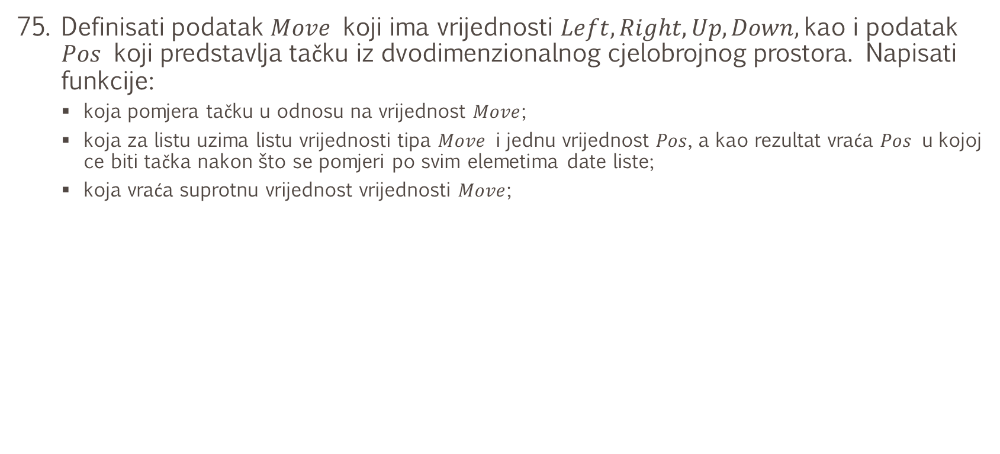 75. Definisati podatak Move koji ima vrijednosti Left, Right, Up, Down, kao i podatak
Pos koji predstavlja tačku iz dvodimenzionalnog cjelobrojnog prostora. Napisati
funkcije:
▪ koja pomjera tačku u odnosu na vrijednost Move;
▪ koja za listu uzima listu vrijednosti tipa Move i jednu vrijednost Pos, a kao rezultat vraća Pos u kojoj
ce biti tačka nakon što se pomjeri po svim elemetima date liste;
▪ koja vraća suprotnu vrijednost vrijednosti Move;